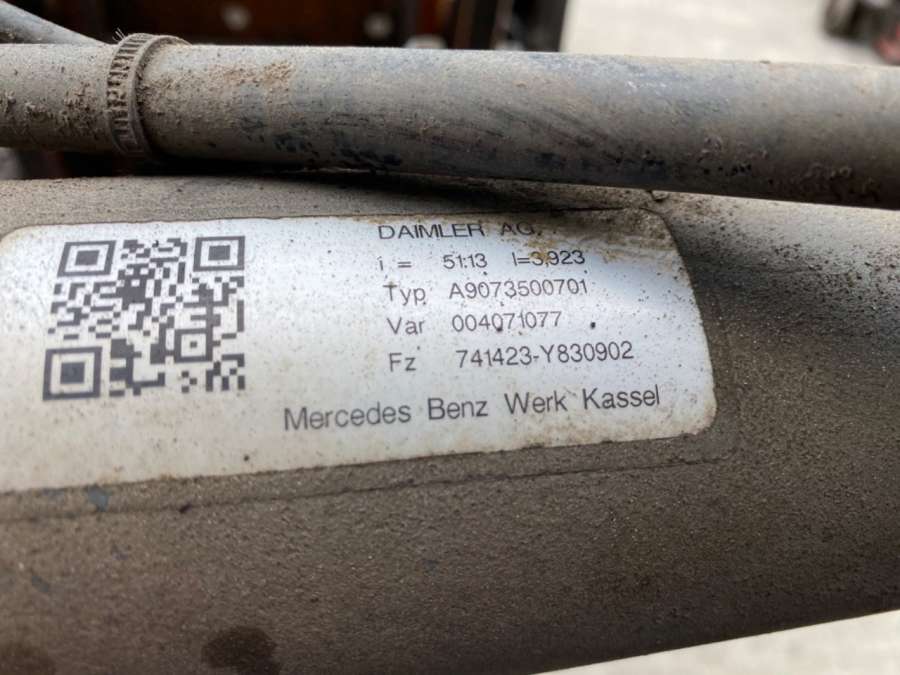 DAIMLER AG,
i = 51:13 I=3,923
Typ A9073500701
Var 004071077
Fz 741423-Y830902
Mercedes Benz Werk Kassel